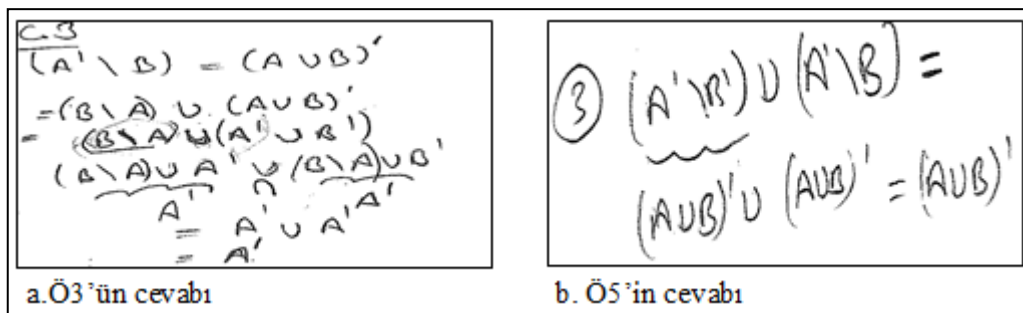 C.3
(A' \ B) = (A ∪ B)'
= (B \ A) ∪ (A ∪ B)'
= (B \ A) ∪ (A' ∪ B')
(B \ A) ∪ A' ∪ (B \ A) ∪ B'
∩
A' A'
= A' ∪ A'
= A'
a.Ö3'ün cevabı
③ (A' \ B') ∪ (A' \ B) =
(A∪B)' ∪ (A∪B)' = (A∪B)'
b. Ö5'in cevabı